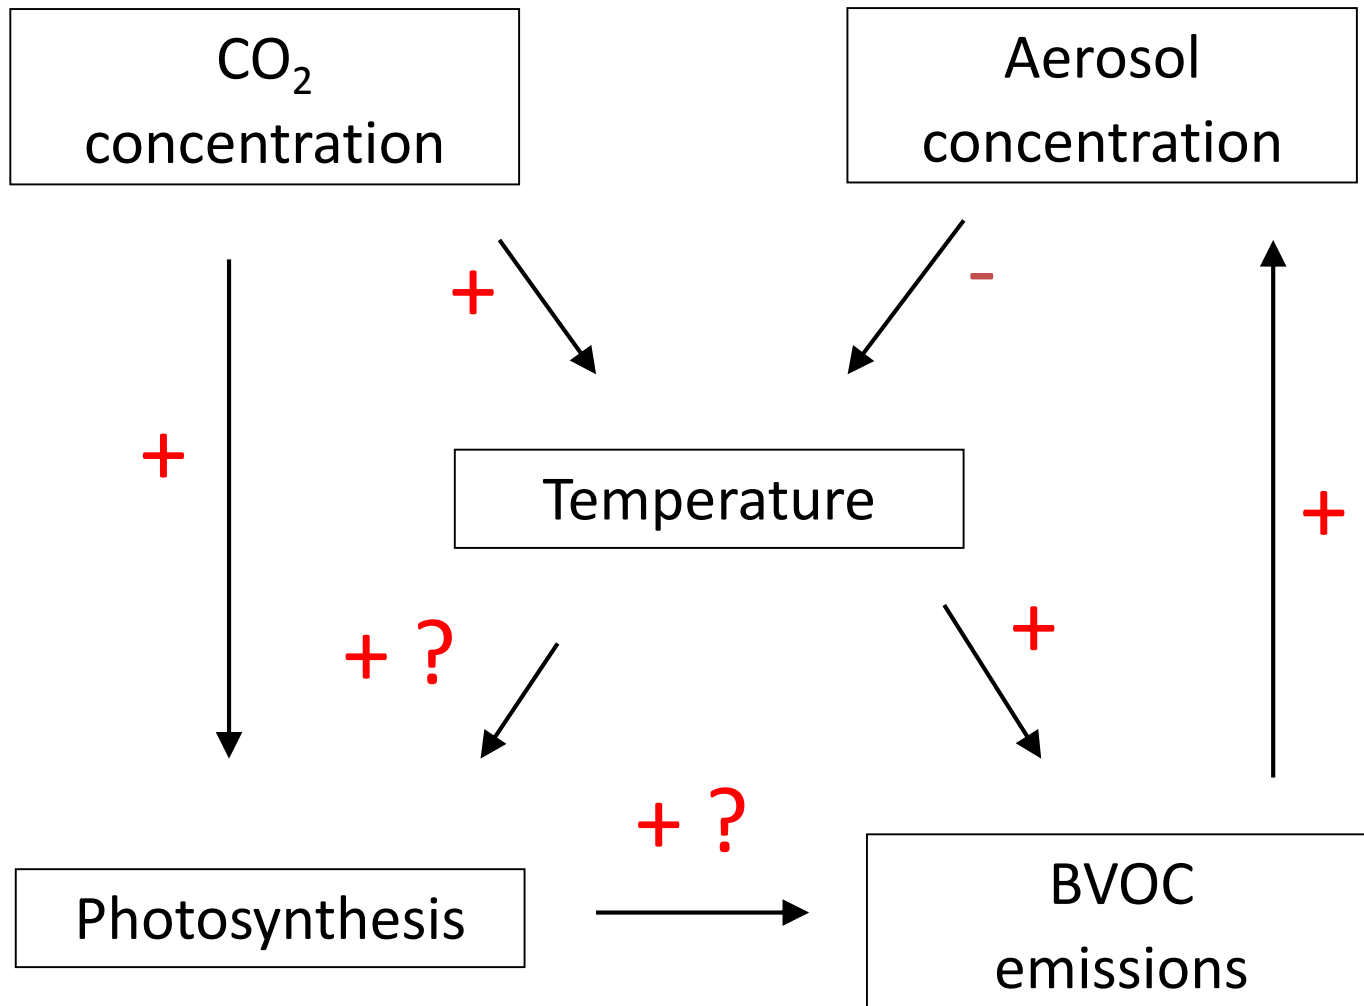 CO₂
concentration
Aerosol
concentration
+
-
+
Temperature
+
+ ?
+
+ ?
Photosynthesis
BVOC
emissions